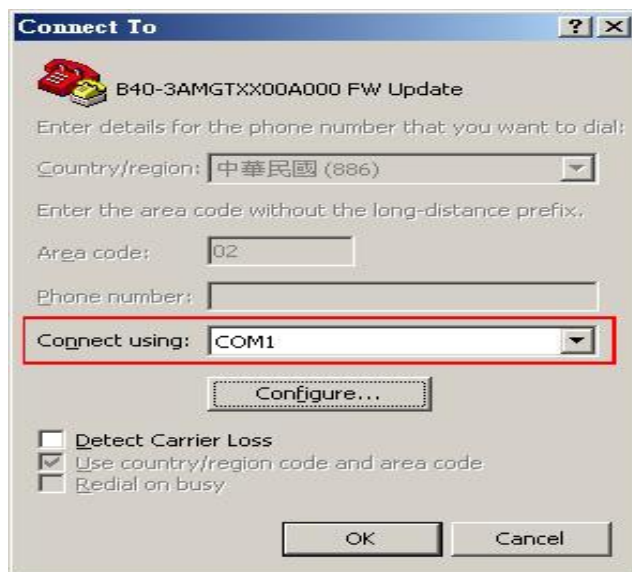 Connect To
B40-3AMGTXX00A000 FW Update
Enter details for the phone number that you want to dial:
Country/region: 中華民國 (886)
Enter the area code without the long-distance prefix.
Area code: 02
Phone number:
Connect using: COM1
Configure...
Detect Carrier Loss
Use country/region code and area code
Redial on busy
OK Cancel